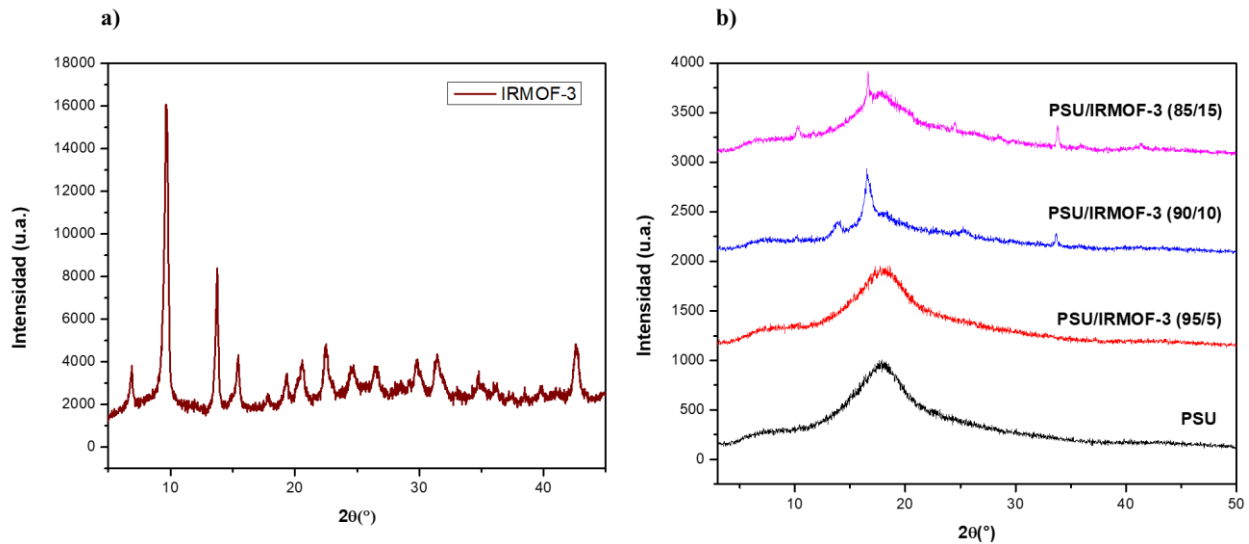 a)
18000
16000
14000
12000
10000
8000
6000
4000
2000
0
Intensidad (u.a.)
IRMOF-3
10
20
30
40
2θ(°)
b)
4000
3500
3000
2500
2000
1500
1000
500
0
Intensidad (u.a.)
PSU/IRMOF-3 (85/15)
PSU/IRMOF-3 (90/10)
PSU/IRMOF-3 (95/5)
PSU
10
20
30
40
50
2θ(°)